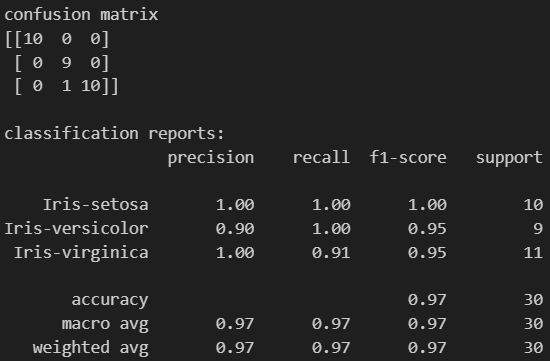 confusion matrix
[[10  0  0]
 [ 0  9  0]
 [ 0  1 10]]
classification reports:
                 precision    recall  f1-score   support
    Iris-setosa       1.00      1.00      1.00        10
Iris-versicolor       0.90      1.00      0.95         9
 Iris-virginica       1.00      0.91      0.95        11
       accuracy                           0.97        30
      macro avg       0.97      0.97      0.97        30
   weighted avg       0.97      0.97      0.97        30